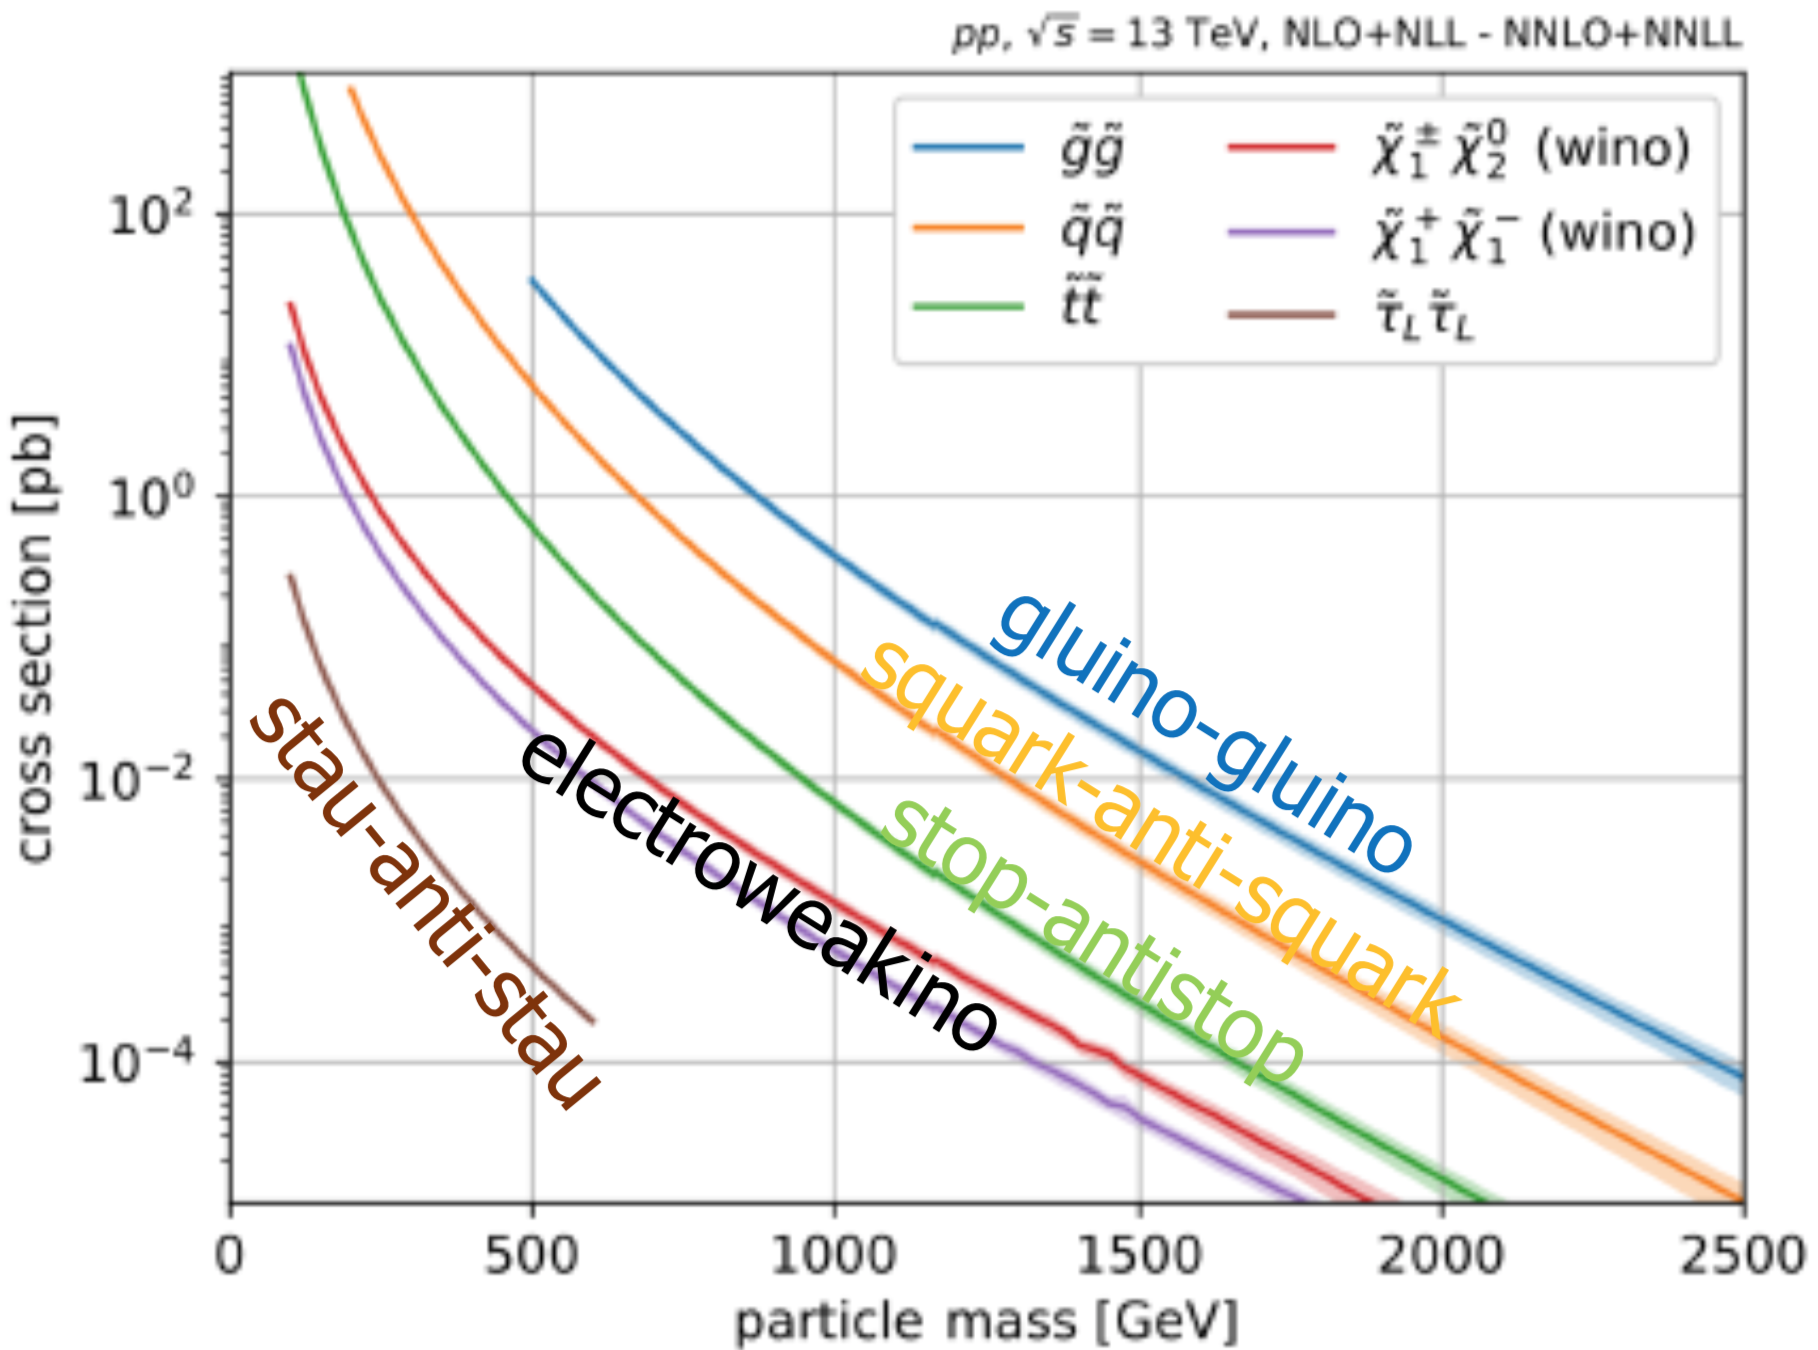 pp, √s = 13 TeV, NLO+NLL - NNLO+NNLL
g̃g̃
q̃q̃
t̃t̃
χ̃₁± χ̃₂⁰ (wino)
χ̃₁⁺ χ̃₁⁻ (wino)
τ̃_L τ̃_L
cross section [pb]
10²
10⁰
10⁻²
10⁻⁴
gluino-gluino
squark-anti-squark
stop-antistop
electroweakino
stau-anti-stau
0 500 1000 1500 2000 2500
particle mass [GeV]